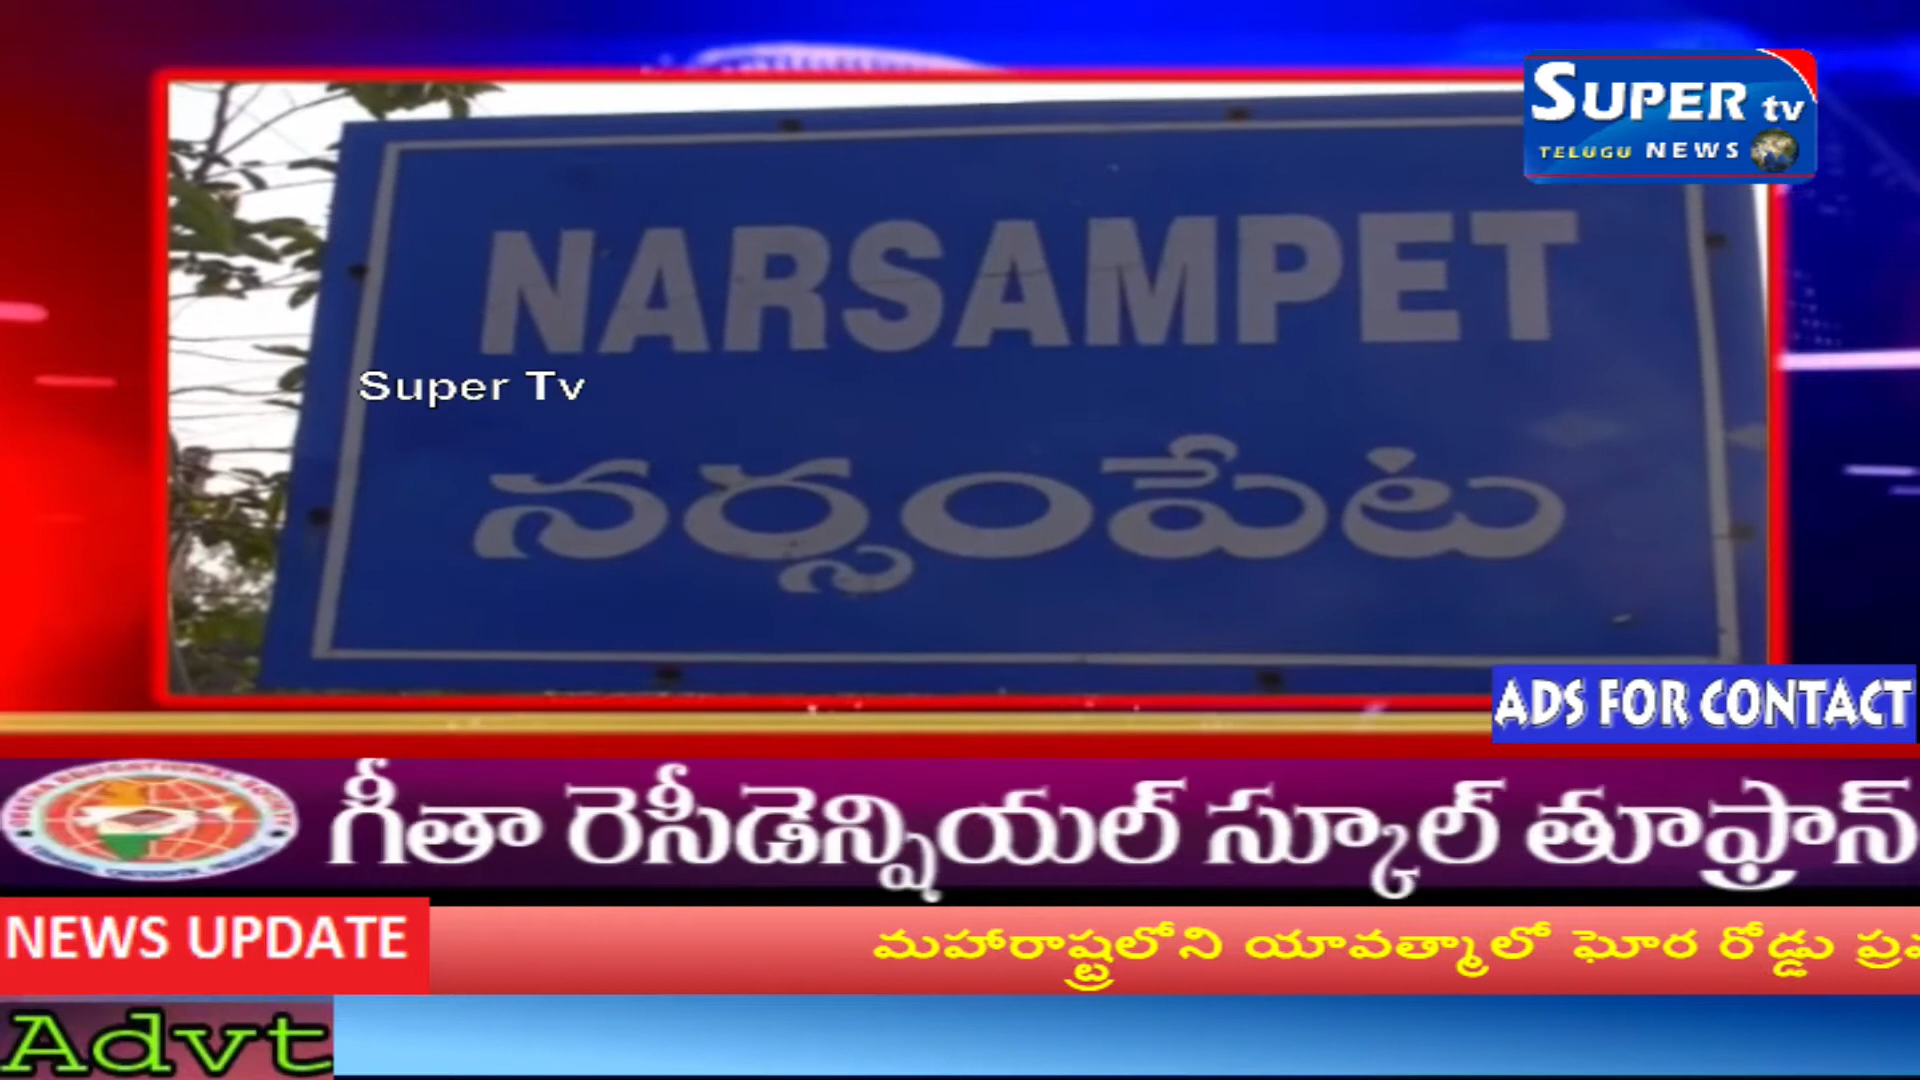 SUPER tv
TELUGU NEWS
NARSAMPET
Super Tv
నర్సంపేట
ADS FOR CONTACT
గీతా రెసీడెన్షియల్ స్కూల్ తూఫ్రాన్
NEWS UPDATE
మహారాష్ట్రలోని యావత్మాలో ఘోర రోడ్డు
Advt